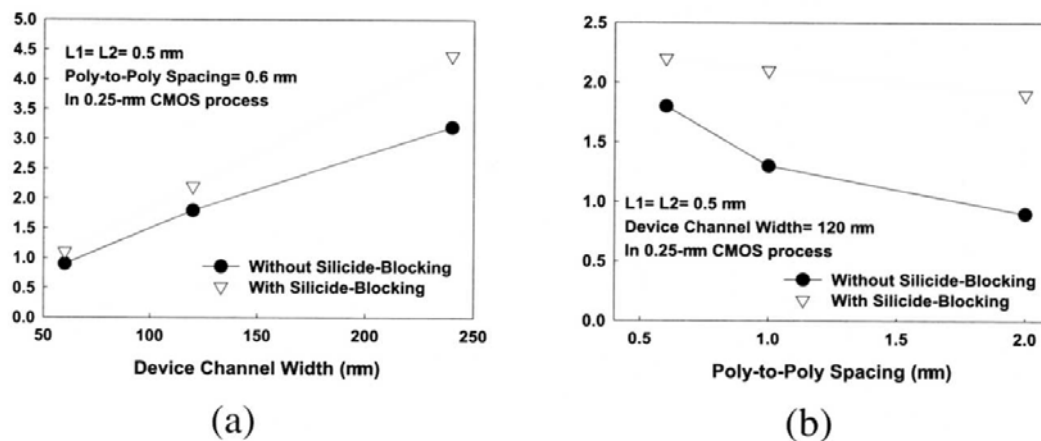 5.0
4.5
4.0
3.5
3.0
2.5
2.0
1.5
1.0
0.5
0.0
L1= L2= 0.5 mm
Poly-to-Poly Spacing= 0.6 mm
In 0.25-mm CMOS process
Without Silicide-Blocking
With Silicide-Blocking
50
100
150
200
250
Device Channel Width (mm)
(a)
2.5
2.0
1.5
1.0
0.5
0.0
L1= L2= 0.5 mm
Device Channel Width= 120 mm
In 0.25-mm CMOS process
Without Silicide-Blocking
With Silicide-Blocking
0.5
1.0
1.5
2.0
Poly-to-Poly Spacing (mm)
(b)